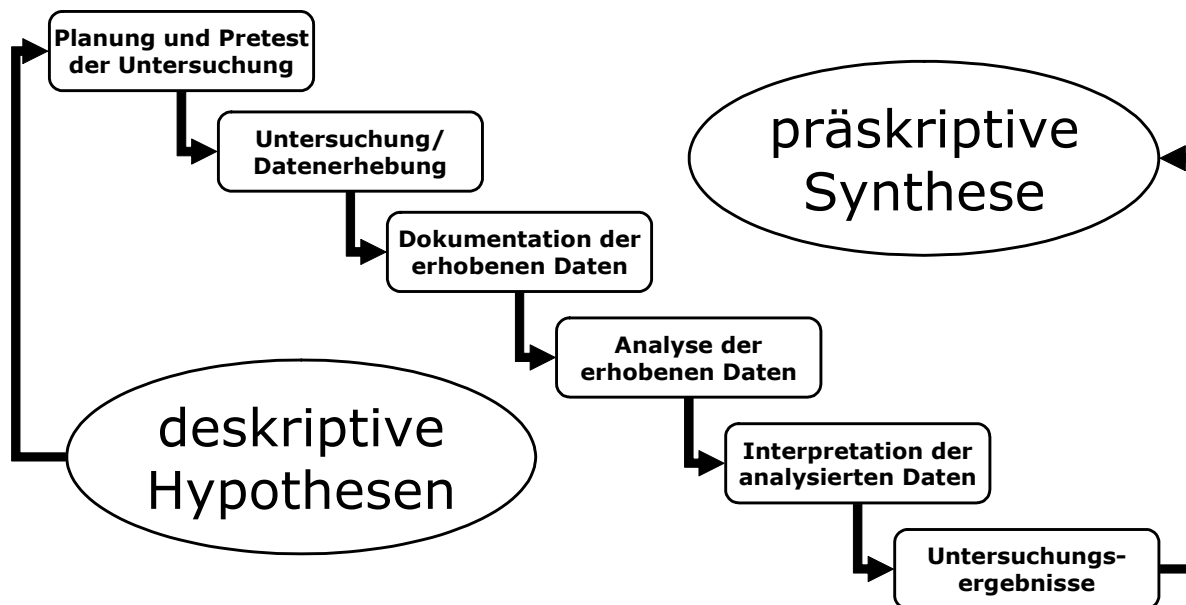 Planung und Pretest
der Untersuchung
Untersuchung/
Datenerhebung
präskriptive
Synthese
Dokumentation der
erhobenen Daten
Analyse der
erhobenen Daten
deskriptive
Hypothesen
Interpretation der
analysierten Daten
Untersuchungs-
ergebnisse